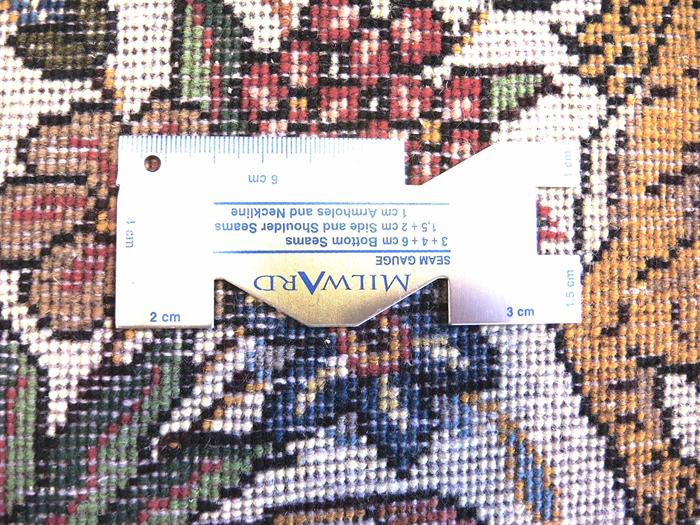 6 cm
1 cm
4 cm
1 cm Armholes and Neckline
1,5 + 2 cm Side and Shoulder Seams
3 + 4 + 6 cm Bottom Seams
SEAM GAUGE
MILWARD
1.5 cm
2 cm
3 cm